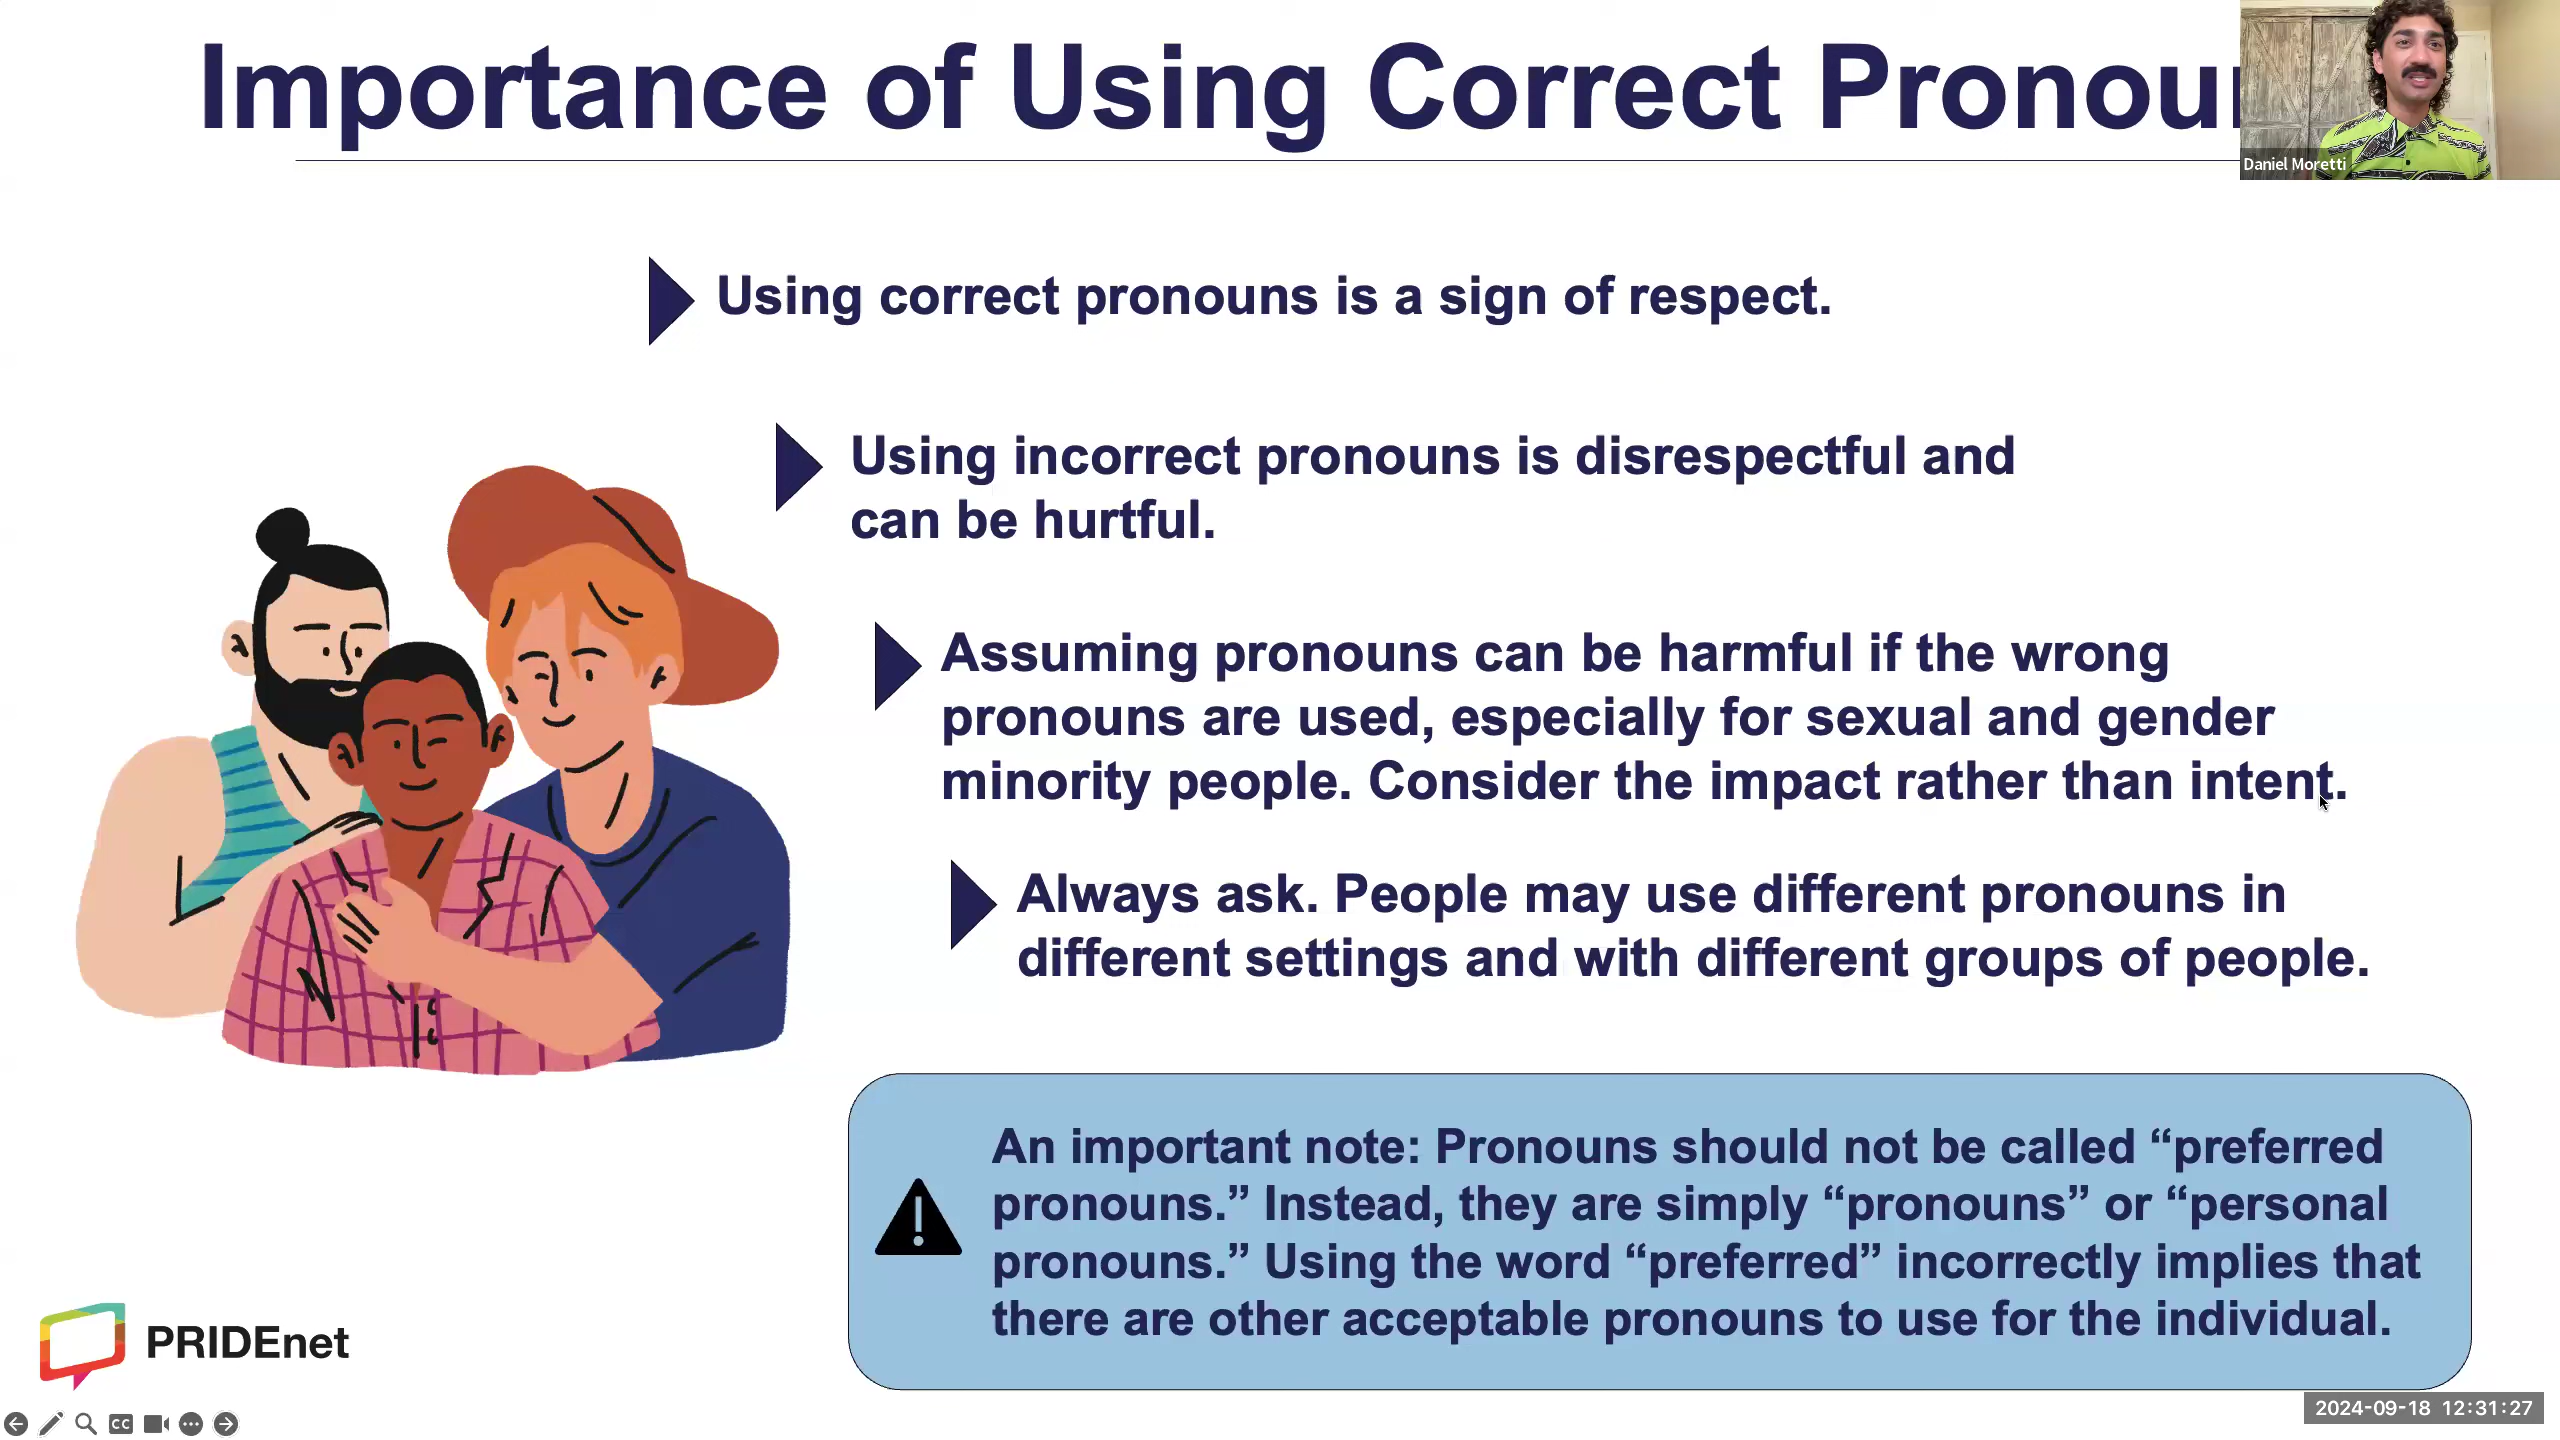 Importance of Using Correct Pronoun
Daniel Moretti
Using correct pronouns is a sign of respect.
Using incorrect pronouns is disrespectful and
can be hurtful.
Assuming pronouns can be harmful if the wrong
pronouns are used, especially for sexual and gender
minority people. Consider the impact rather than intent.
Always ask. People may use different pronouns in
different settings and with different groups of people.
An important note: Pronouns should not be called “preferred
pronouns.” Instead, they are simply “pronouns” or “personal
pronouns.” Using the word “preferred” incorrectly implies that
there are other acceptable pronouns to use for the individual.
PRIDEnet
CC
2024-09-18 12:31:27